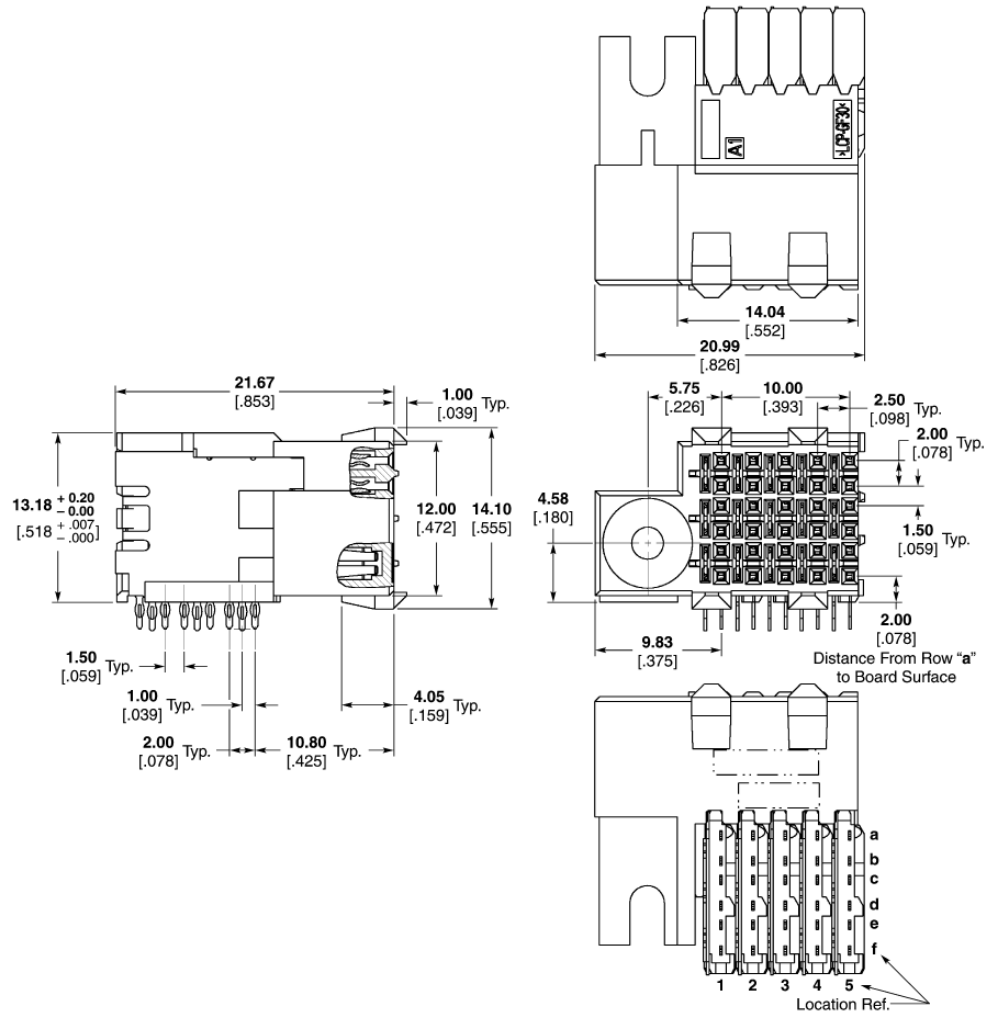 A1
>LCP-GF30<
14.04
[.552]
20.99
[.826]
21.67
[.853]
1.00
[.039] Typ.
13.18 + 0.20
- 0.00
[.518 + .007
- .000]
12.00
[.472]
14.10
[.555]
1.50
[.059] Typ.
1.00
[.039] Typ.
2.00
[.078] Typ.
10.80
[.425] Typ.
4.05
[.159]
5.75
[.226]
10.00
[.393]
2.50
[.098] Typ.
2.00
[.078] Typ.
4.58
[.180]
1.50
[.059] Typ.
9.83
[.375]
2.00
[.078]
Distance From Row “a”
to Board Surface
a
b
c
d
e
f
1 2 3 4 5
Location Ref.